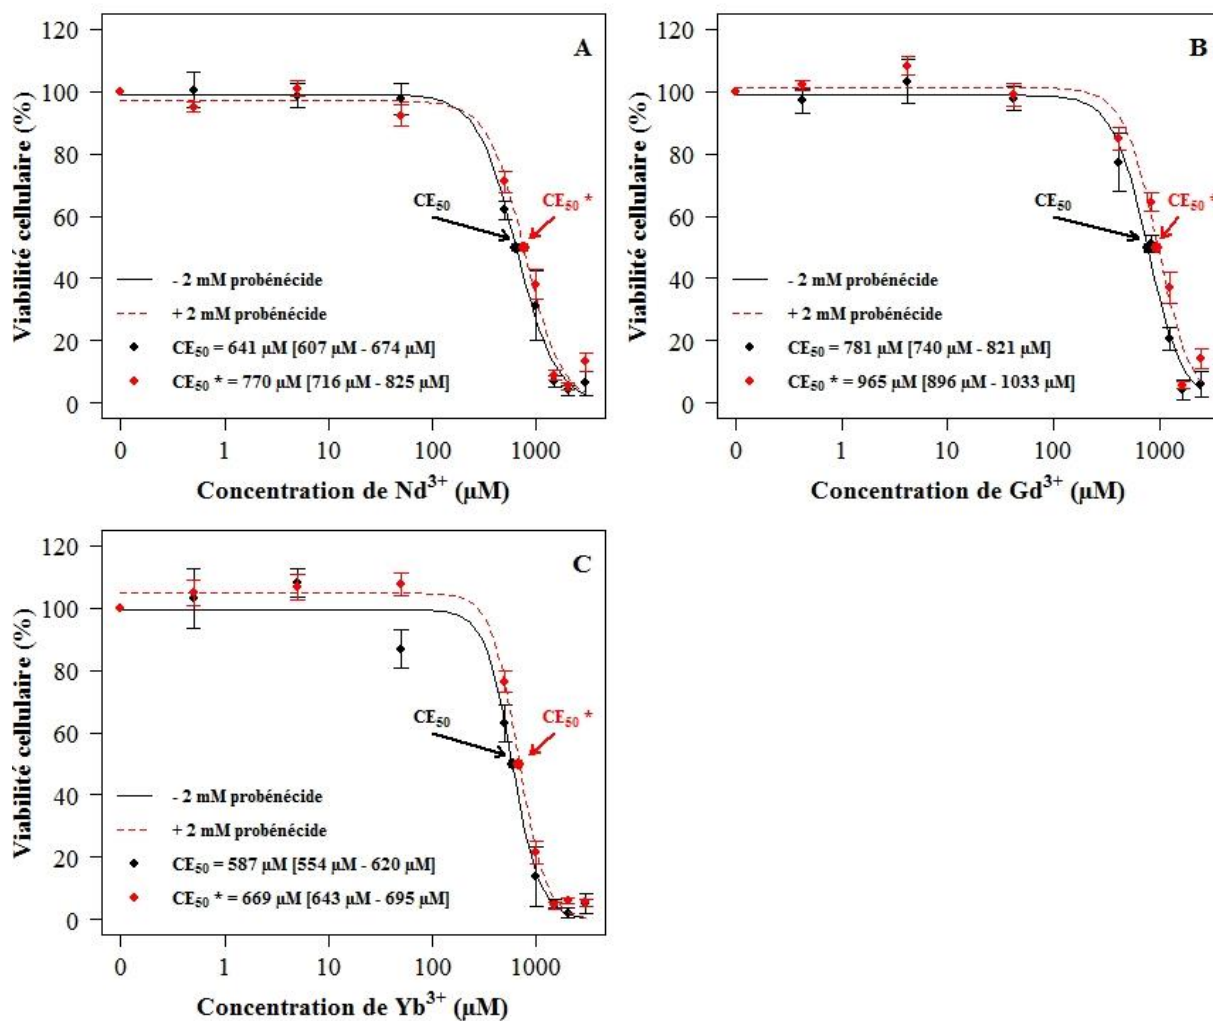 A
Viabilité cellulaire (%)
120
100
80
60
40
20
0
CE50
CE50 *
- 2 mM probénécide
+ 2 mM probénécide
CE50 = 641 µM [607 µM - 674 µM]
CE50 * = 770 µM [716 µM - 825 µM]
0 1 10 100 1000
Concentration de Nd3+ (µM)
B
Viabilité cellulaire (%)
120
100
80
60
40
20
0
CE50
CE50 *
- 2 mM probénécide
+ 2 mM probénécide
CE50 = 781 µM [740 µM - 821 µM]
CE50 * = 965 µM [896 µM - 1033 µM]
0 1 10 100 1000
Concentration de Gd3+ (µM)
C
Viabilité cellulaire (%)
120
100
80
60
40
20
0
CE50
CE50 *
- 2 mM probénécide
+ 2 mM probénécide
CE50 = 587 µM [554 µM - 620 µM]
CE50 * = 669 µM [643 µM - 695 µM]
0 1 10 100 1000
Concentration de Yb3+ (µM)